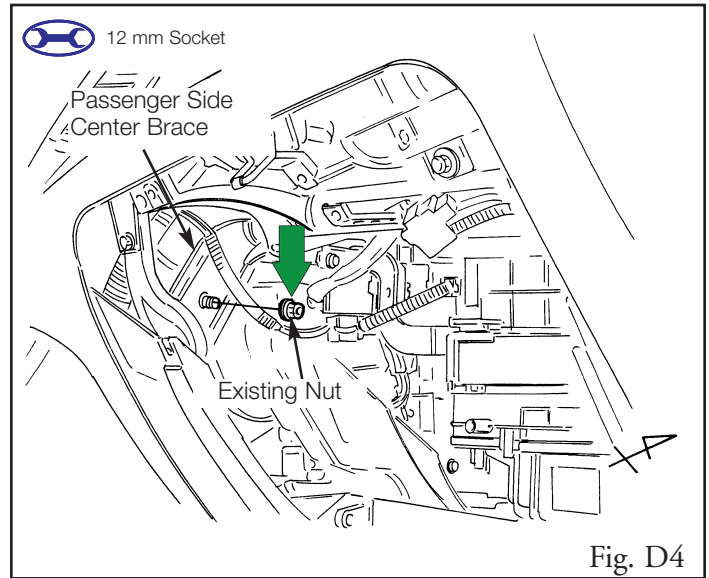 12 mm Socket
Passenger Side
Center Brace
Existing Nut
Fig. D4